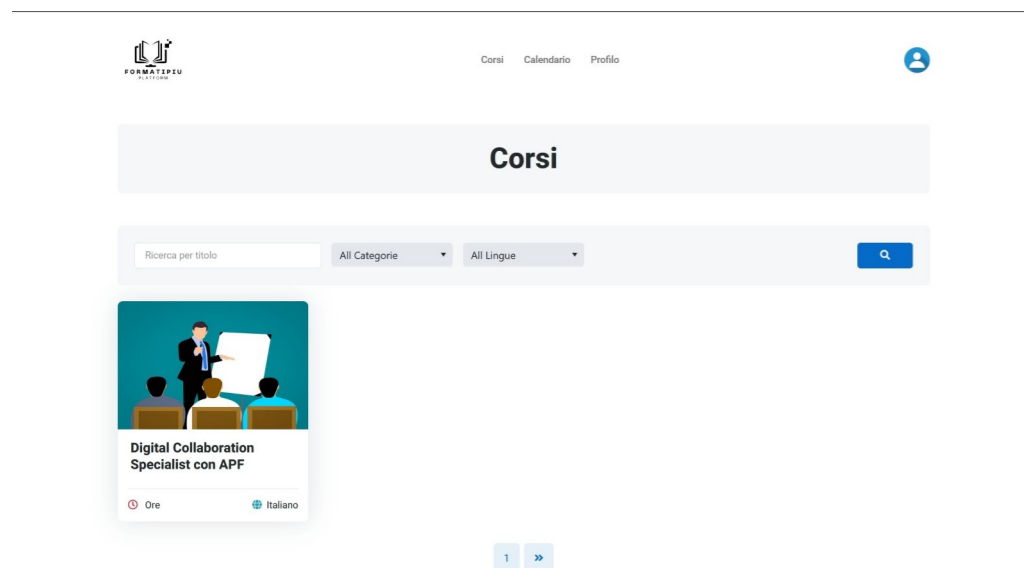 FORMATIPIU
PLATFORM
Corsi Calendario Profilo
Corsi
Ricerca per titolo
All Categorie
All Lingue
Digital Collaboration
Specialist con APF
Ore
Italiano
1 »